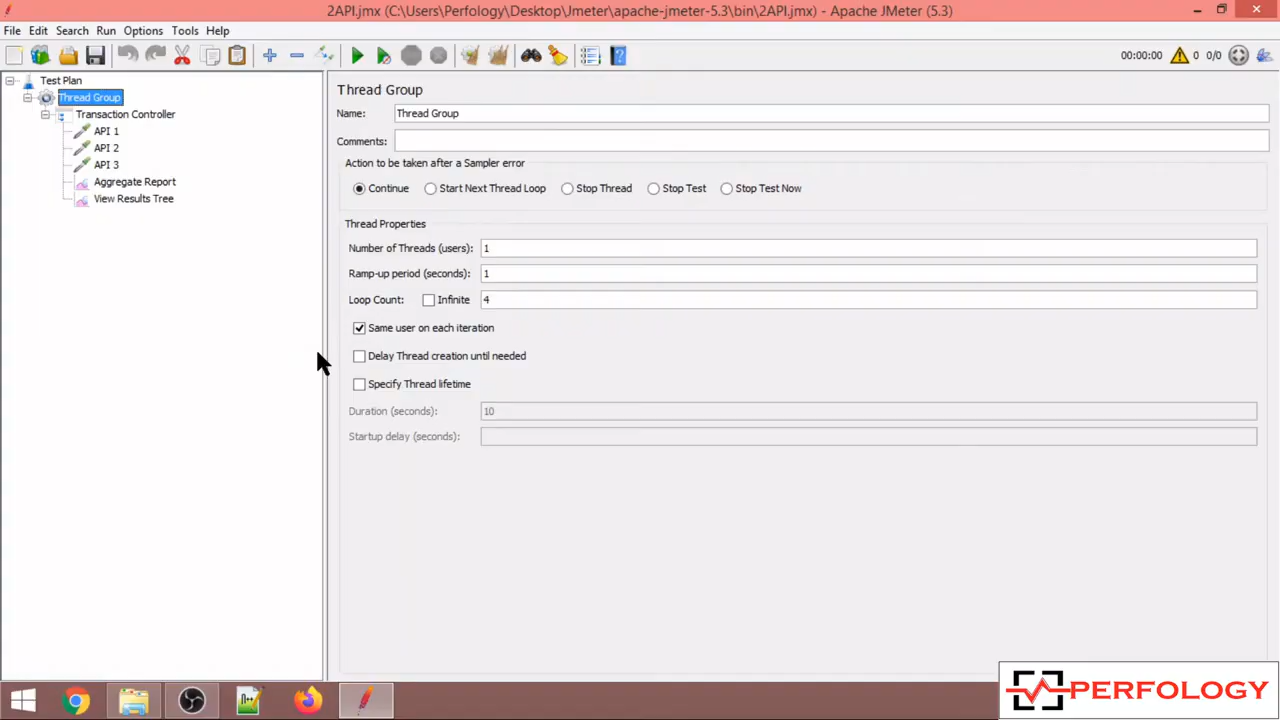 2API.jmx (C:\Users\Perfology\Desktop\Jmeter\apache-jmeter-5.3\bin\2API.jmx) - Apache JMeter (5.3)
File Edit Search Run Options Tools Help
00:00:00 0 0/0
Test Plan
Thread Group
Transaction Controller
API 1
API 2
API 3
Aggregate Report
View Results Tree
Thread Group
Name: Thread Group
Comments:
Action to be taken after a Sampler error
Continue Start Next Thread Loop Stop Thread Stop Test Stop Test Now
Thread Properties
Number of Threads (users): 1
Ramp-up period (seconds): 1
Loop Count: Infinite 4
Same user on each iteration
Delay Thread creation until needed
Specify Thread lifetime
Duration (seconds): 10
Startup delay (seconds):
PERFOLOGY